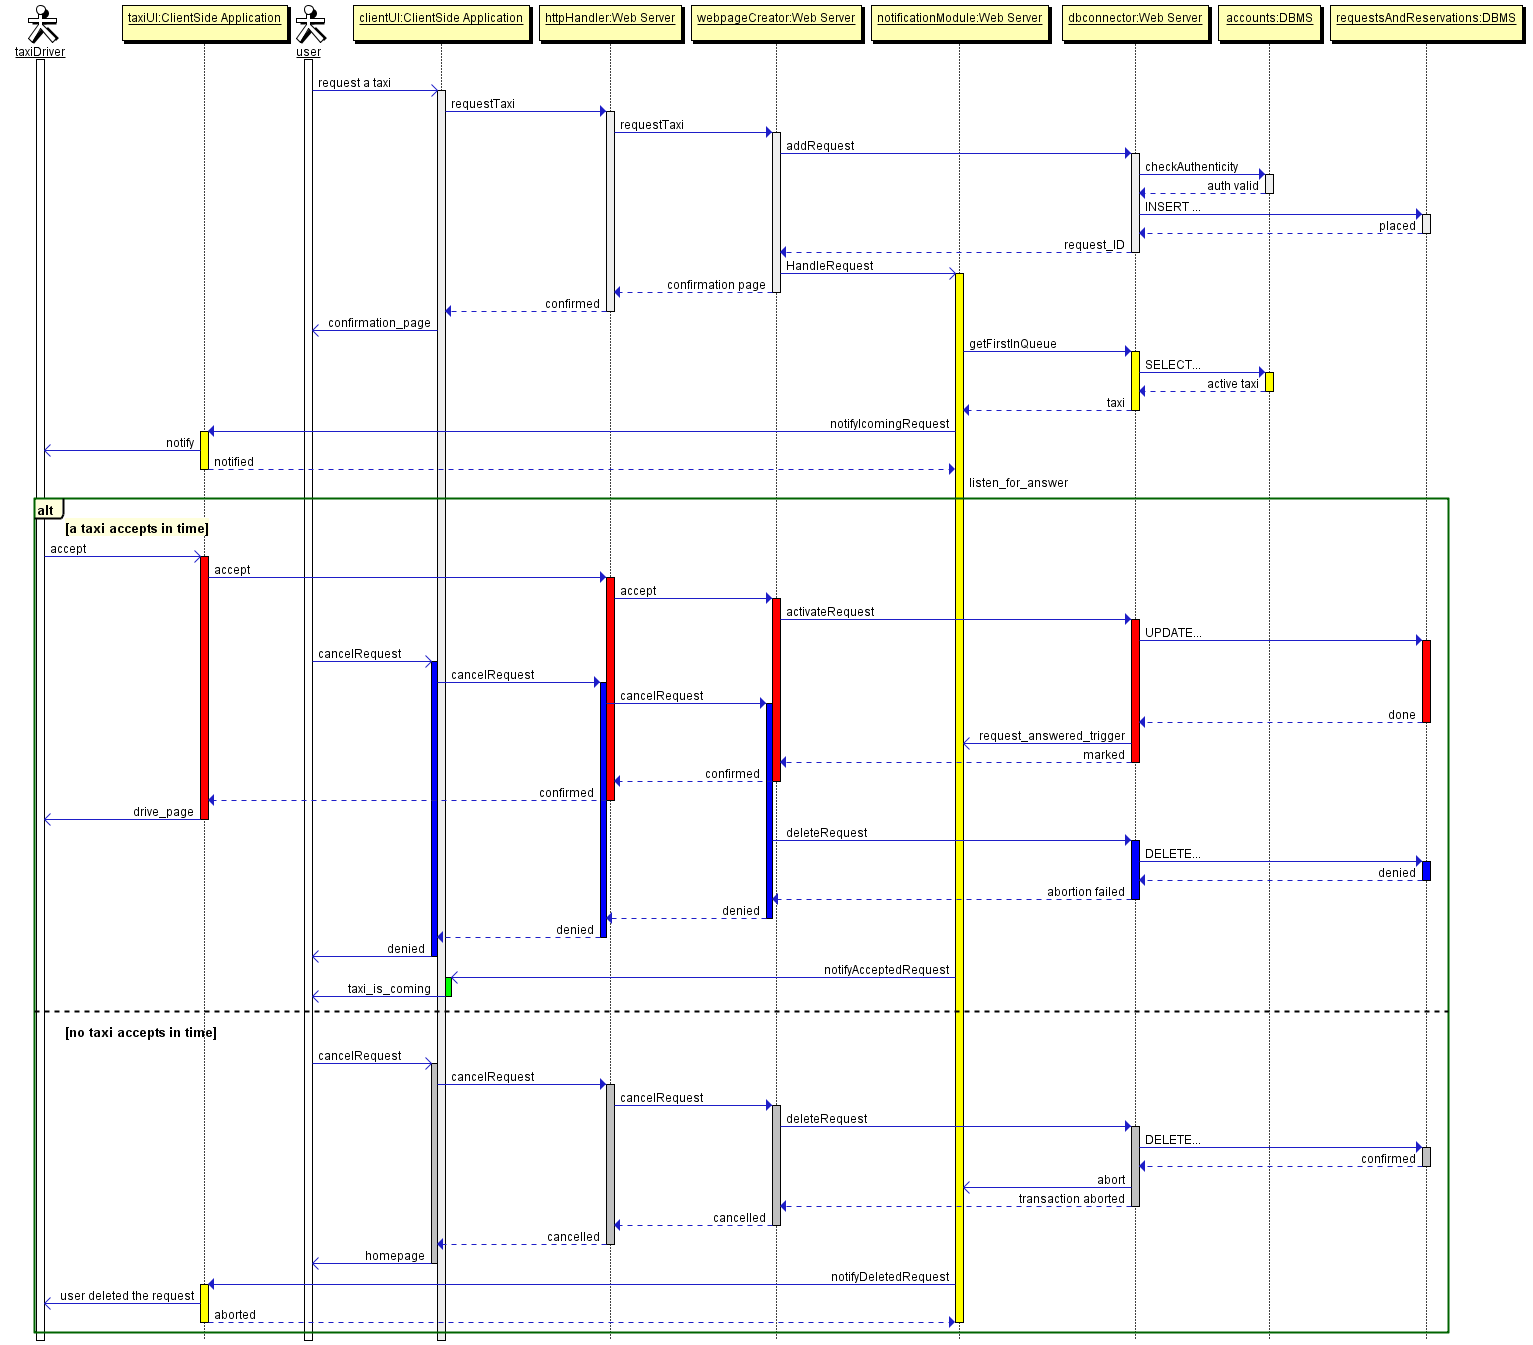 taxiUI:ClientSide Application
clientUI:ClientSide Application
httpHandler:Web Server
webpageCreator:Web Server
notificationModule:Web Server
dbconnector:Web Server
accounts:DBMS
requestsAndReservations:DBMS
taxiDriver
user
request a taxi
requestTaxi
requestTaxi
addRequest
checkAuthenticity
auth valid
INSERT ...
placed
request_ID
HandleRequest
confirmation page
confirmed
confirmation_page
getFirstInQueue
SELECT...
active taxi
taxi
notifyIcomingRequest
notify
notified
listen_for_answer
alt
[a taxi accepts in time]
accept
accept
accept
activateRequest
UPDATE...
cancelRequest
cancelRequest
cancelRequest
done
request_answered_trigger
marked
confirmed
confirmed
drive_page
deleteRequest
DELETE...
denied
abortion failed
denied
denied
denied
notifyAcceptedRequest
taxi_is_coming
[no taxi accepts in time]
cancelRequest
cancelRequest
cancelRequest
deleteRequest
DELETE...
confirmed
abort
transaction aborted
cancelled
cancelled
homepage
notifyDeletedRequest
user deleted the request
aborted